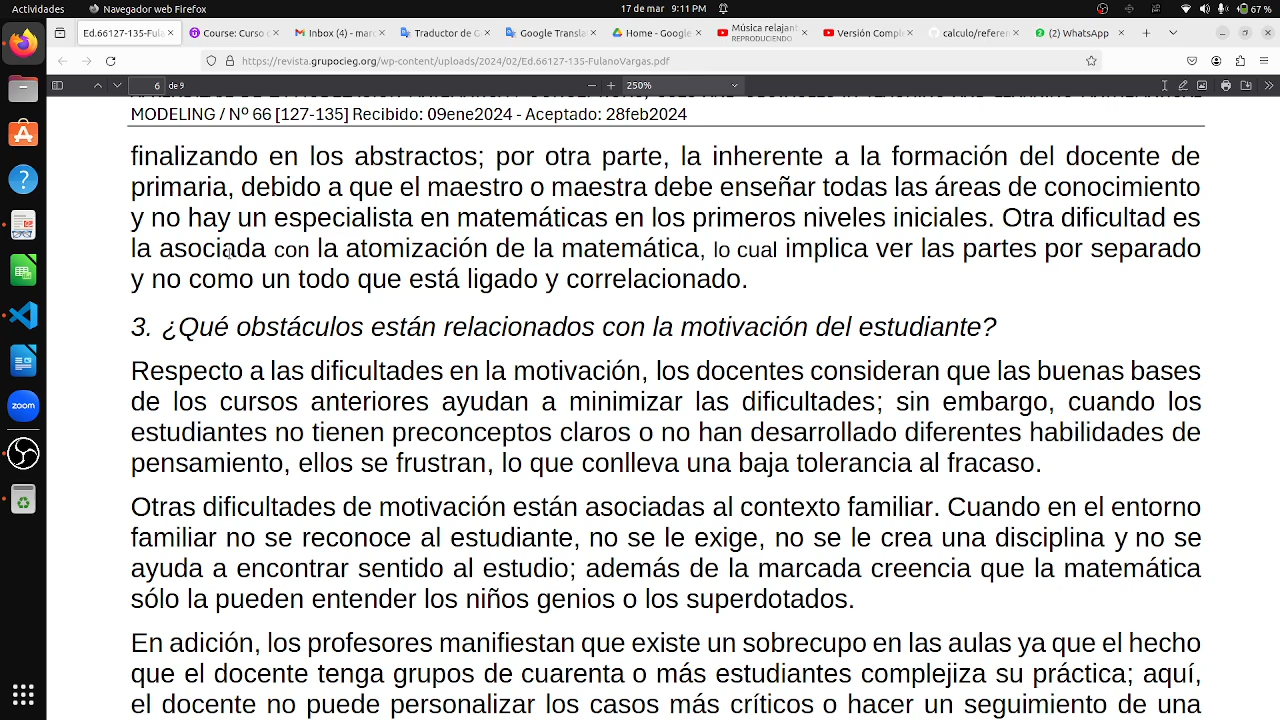 Actividades
Navegador web Firefox
17 de mar 9:11 PM
67 %
Ed.66127-135-Fula
Course: Curso
Inbox (4) - marc
Traductor de G
Google Transla
Home - Google
Música relajant
REPRODUCIENDO
Versión Comple
calculo/referen
(2) WhatsApp
https://revista.grupocieg.org/wp-content/uploads/2024/02/Ed.66127-135-FulanoVargas.pdf
6 de 9
250%
MODELING / Nº 66 [127-135] Recibido: 09ene2024 - Aceptado: 28feb2024
finalizando en los abstractos; por otra parte, la inherente a la formación del docente de
primaria, debido a que el maestro o maestra debe enseñar todas las áreas de conocimiento
y no hay un especialista en matemáticas en los primeros niveles iniciales. Otra dificultad es
la asociada con la atomización de la matemática, lo cual implica ver las partes por separado
y no como un todo que está ligado y correlacionado.
3. ¿Qué obstáculos están relacionados con la motivación del estudiante?
Respecto a las dificultades en la motivación, los docentes consideran que las buenas bases
de los cursos anteriores ayudan a minimizar las dificultades; sin embargo, cuando los
estudiantes no tienen preconceptos claros o no han desarrollado diferentes habilidades de
pensamiento, ellos se frustran, lo que conlleva una baja tolerancia al fracaso.
Otras dificultades de motivación están asociadas al contexto familiar. Cuando en el entorno
familiar no se reconoce al estudiante, no se le exige, no se le crea una disciplina y no se
ayuda a encontrar sentido al estudio; además de la marcada creencia que la matemática
sólo la pueden entender los niños genios o los superdotados.
En adición, los profesores manifiestan que existe un sobrecupo en las aulas ya que el hecho
que el docente tenga grupos de cuarenta o más estudiantes complejiza su práctica; aquí,
el docente no puede personalizar los casos más críticos o hacer un seguimiento de una
zoom